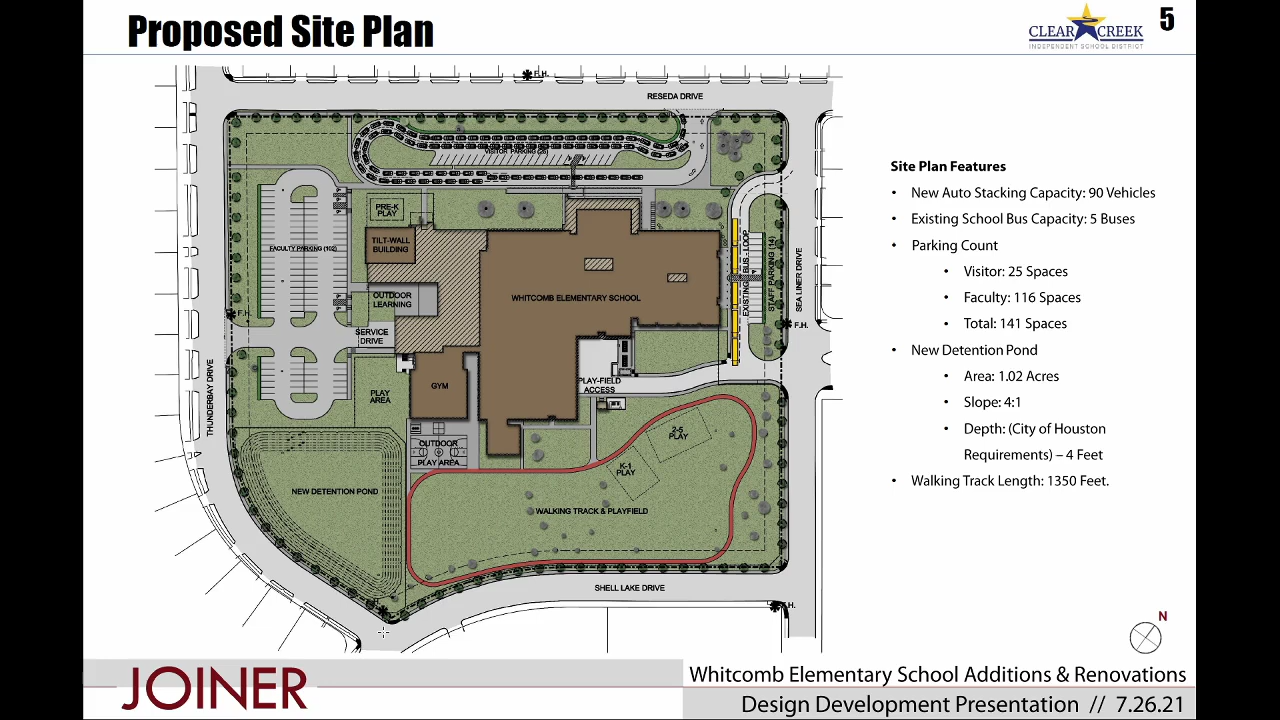 Proposed Site Plan
CLEAR CREEK
INDEPENDENT SCHOOL DISTRICT
5
F.H.
RESEDA DRIVE
VISITOR PARKING (25)
PRE-K
PLAY
TILT-WALL
BUILDING
FACULTY PARKING (102)
OUTDOOR
LEARNING
WHITCOMB ELEMENTARY SCHOOL
EXISTING BUS - LOOP
STAFF PARKING (14)
SEA LINER DRIVE
F.H.
F.H.
SERVICE
DRIVE
THUNDERBAY DRIVE
GYM
PLAY-FIELD
ACCESS
PLAY
AREA
2-5
PLAY
OUTDOOR
PLAY AREA
K-1
PLAY
NEW DETENTION POND
WALKING TRACK & PLAYFIELD
SHELL LAKE DRIVE
F.H.
Site Plan Features
• New Auto Stacking Capacity: 90 Vehicles
• Existing School Bus Capacity: 5 Buses
• Parking Count
• Visitor: 25 Spaces
• Faculty: 116 Spaces
• Total: 141 Spaces
• New Detention Pond
• Area: 1.02 Acres
• Slope: 4:1
• Depth: (City of Houston
Requirements) – 4 Feet
• Walking Track Length: 1350 Feet.
N
JOINER
Whitcomb Elementary School Additions & Renovations
Design Development Presentation // 7.26.21